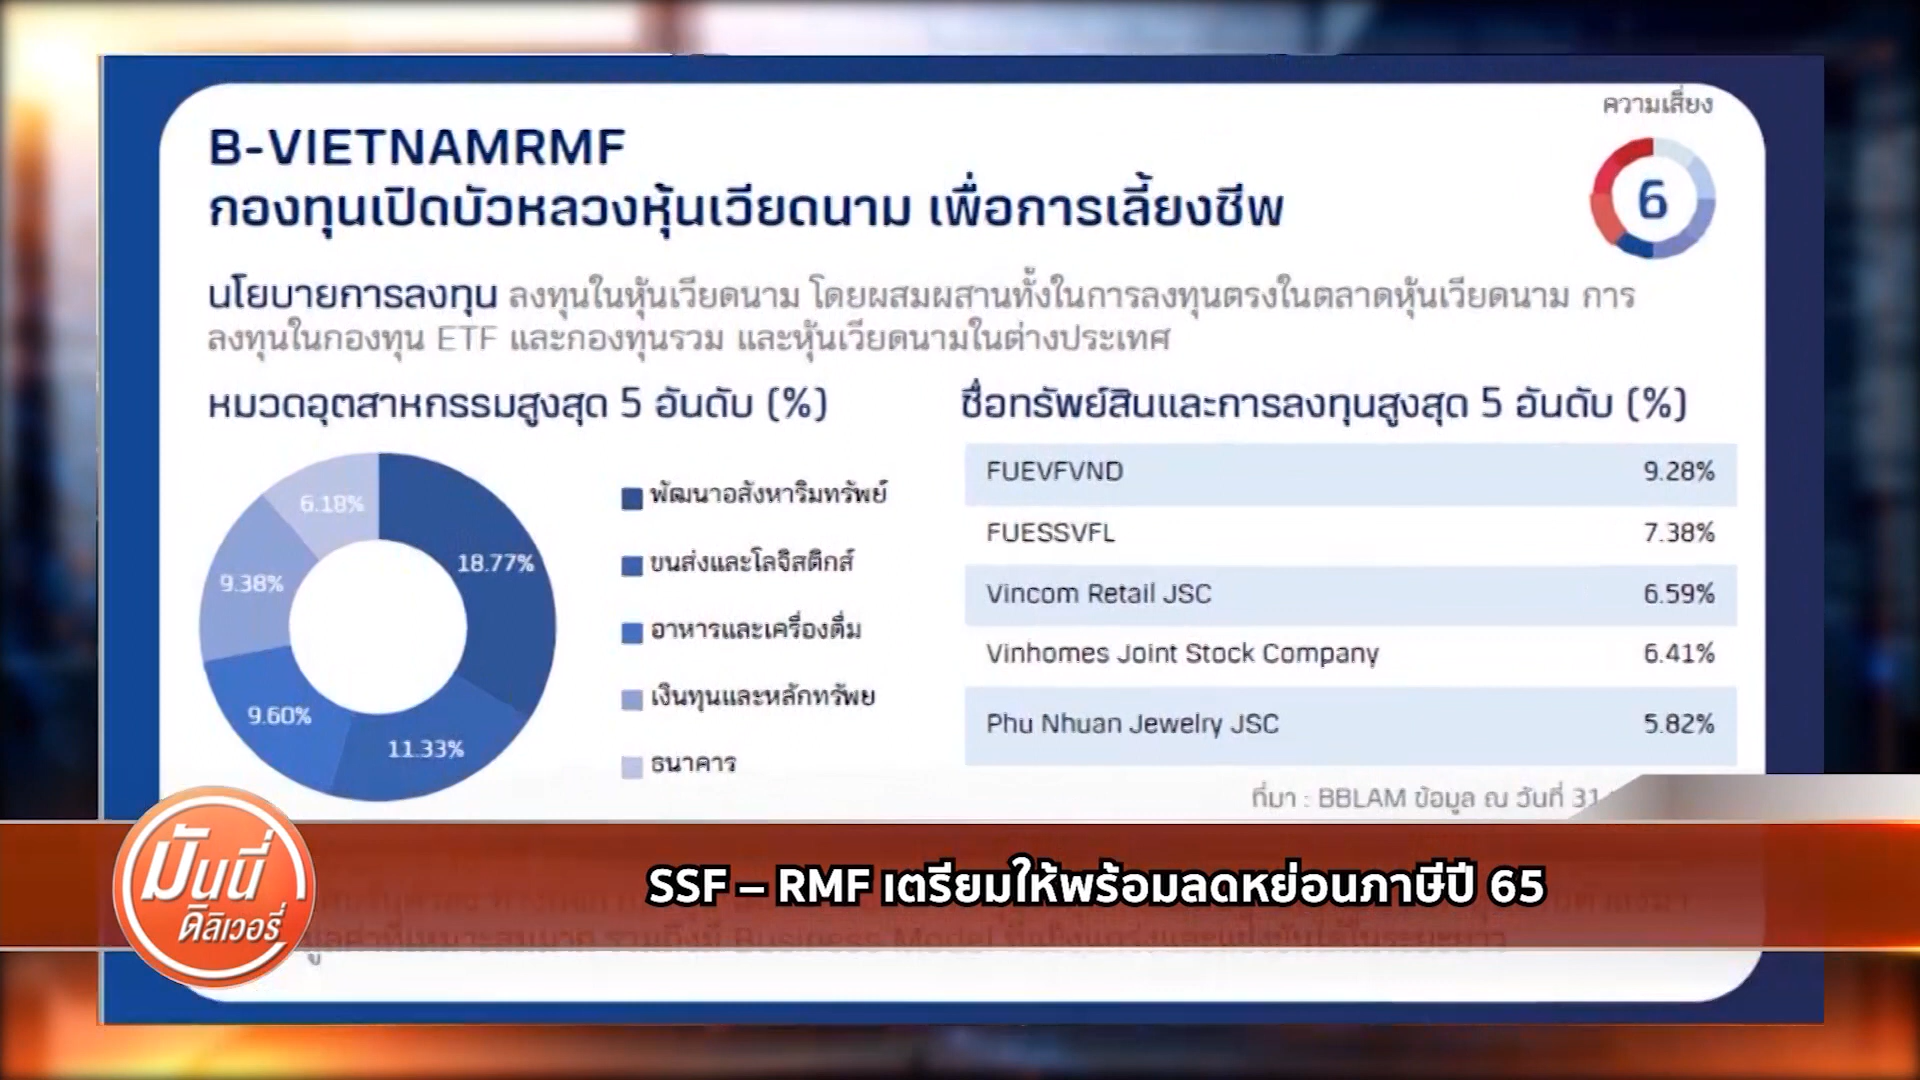 ความเสี่ยง
6
B-VIETNAMRMF
กองทุนเปิดบัวหลวงหุ้นเวียดนาม เพื่อการเลี้ยงชีพ
นโยบายการลงทุน ลงทุนในหุ้นเวียดนาม โดยผสมผสานทั้งในการลงทุนตรงในตลาดหุ้นเวียดนาม การ
ลงทุนในกองทุน ETF และกองทุนรวม และหุ้นเวียดนามในต่างประเทศ
หมวดอุตสาหกรรมสูงสุด 5 อันดับ (%)
18.77%
11.33%
9.60%
9.38%
6.18%
พัฒนาอสังหาริมทรัพย์
ขนส่งและโลจิสติกส์
อาหารและเครื่องดื่ม
เงินทุนและหลักทรัพย
ธนาคาร
ชื่อทรัพย์สินและการลงทุนสูงสุด 5 อันดับ (%)
FUEVFVND 9.28%
FUESSVFL 7.38%
Vincom Retail JSC 6.59%
Vinhomes Joint Stock Company 6.41%
Phu Nhuan Jewelry JSC 5.82%
ที่มา : BBLAM ข้อมูล ณ วันที่ 31
มันนี่
ดิลิเวอรี่
SSF – RMF เตรียมให้พร้อมลดหย่อนภาษีปี 65